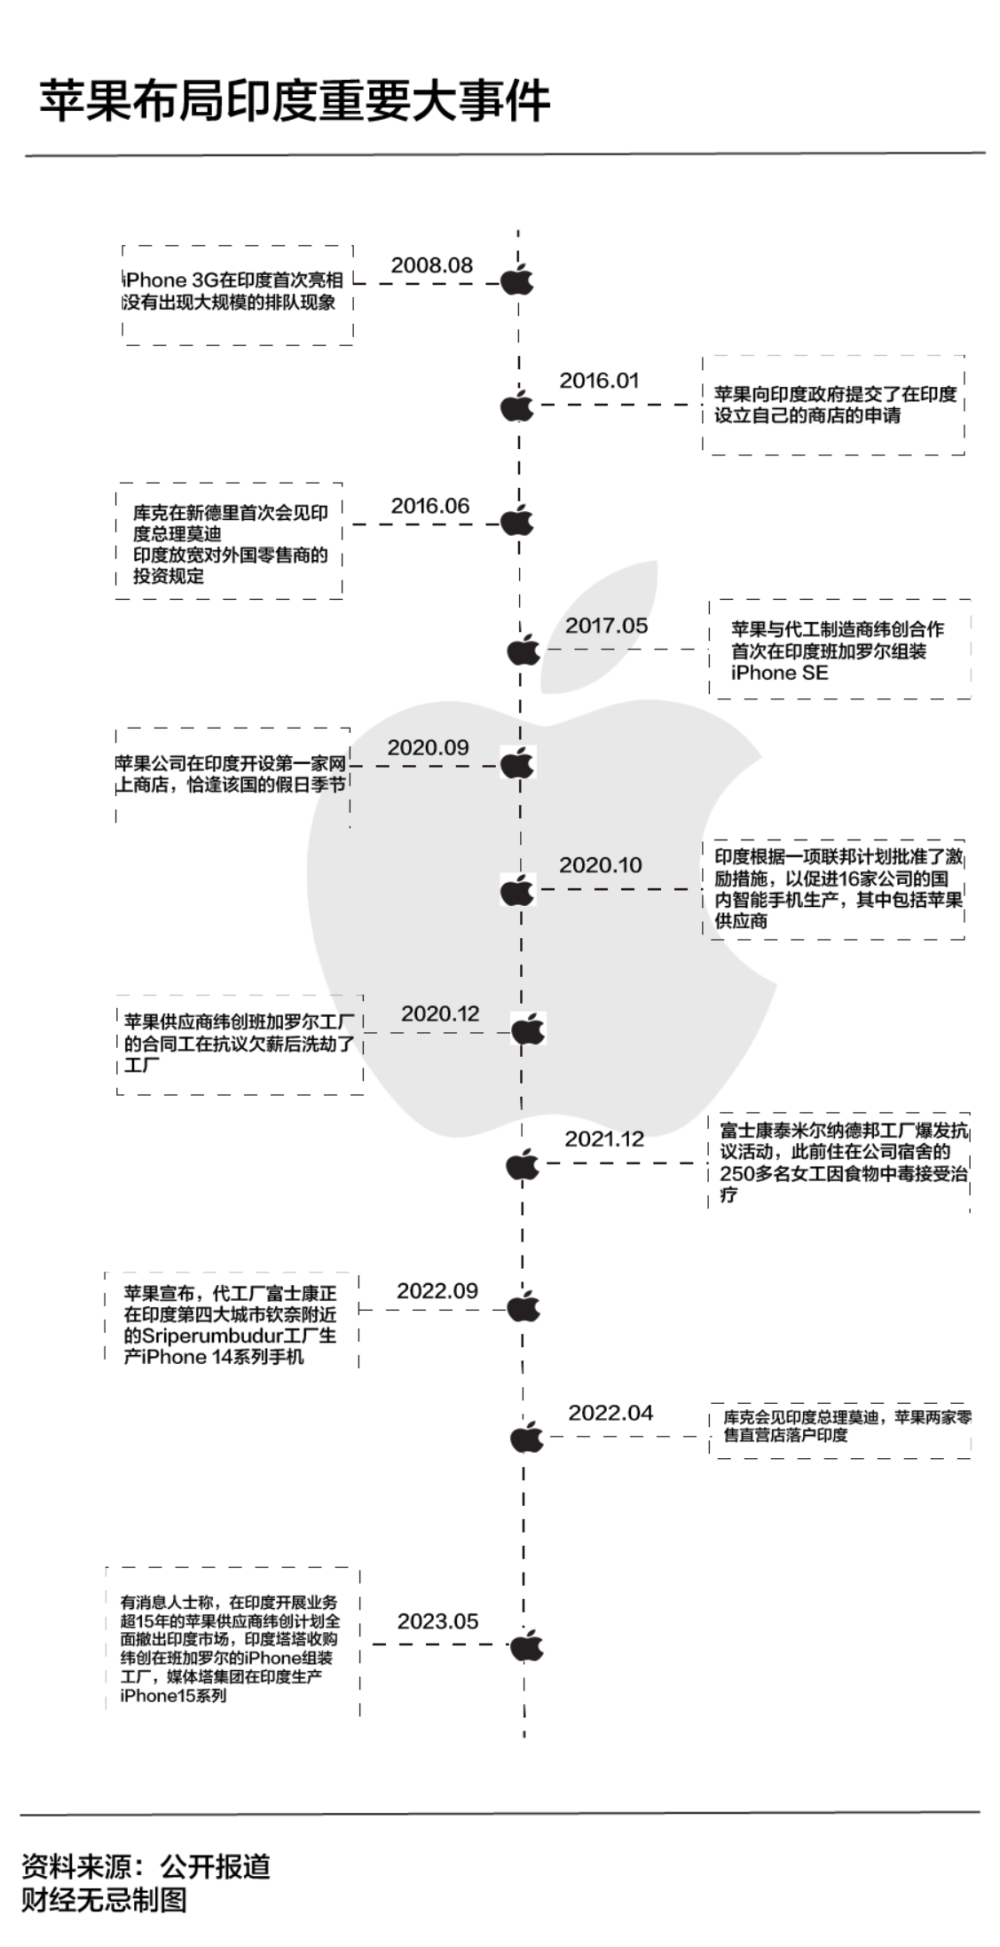 苹果布局印度重要大事件
2008.08
iPhone 3G在印度首次亮相
没有出现大规模的排队现象
2016.01
苹果向印度政府提交了在印度
设立自己的商店的申请
2016.06
库克在新德里首次会见印
度总理莫迪
印度放宽对外国零售商的
投资规定
2017.05
苹果与代工制造商纬创合作
首次在印度班加罗尔组装
iPhone SE
2020.09
苹果公司在印度开设第一家网
上商店，恰逢该国的假日季节
2020.10
印度根据一项联邦计划批准了激
励措施，以促进16家公司的国
内智能手机生产，其中包括苹果
供应商
2020.12
苹果供应商纬创班加罗尔工厂
的合同工在抗议欠薪后洗劫了
工厂
2021.12
富士康泰米尔纳德邦工厂爆发抗
议活动，此前住在公司宿舍的
250多名女工因食物中毒接受治
疗
2022.09
苹果宣布，代工厂富士康正
在印度第四大城市钦奈附近
的Sriperumbudur工厂生
产iPhone 14系列手机
2022.04
库克会见印度总理莫迪，苹果两家零
售直营店落户印度
2023.05
有消息人士称，在印度开展业务
超15年的苹果供应商纬创计划全
面撤出印度市场，印度塔塔收购
纬创在班加罗尔的iPhone组装
工厂，媒体塔集团在印度生产
iPhone15系列
资料来源：公开报道
财经无忌制图